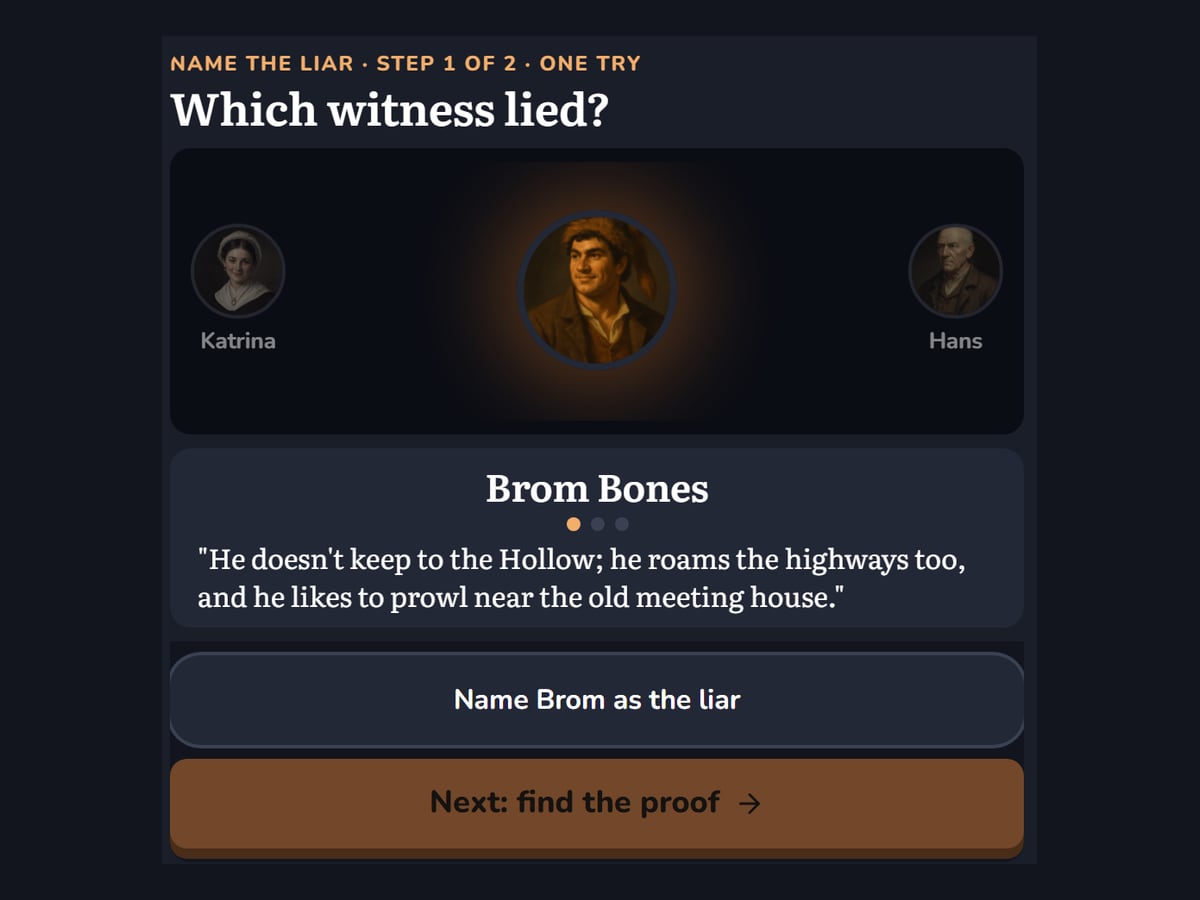 NAME THE LIAR · STEP 1 OF 2 · ONE TRY
Which witness lied?
Katrina
Hans
Brom Bones
"He doesn't keep to the Hollow; he roams the highways too,
and he likes to prowl near the old meeting house."
Name Brom as the liar
Next: find the proof →